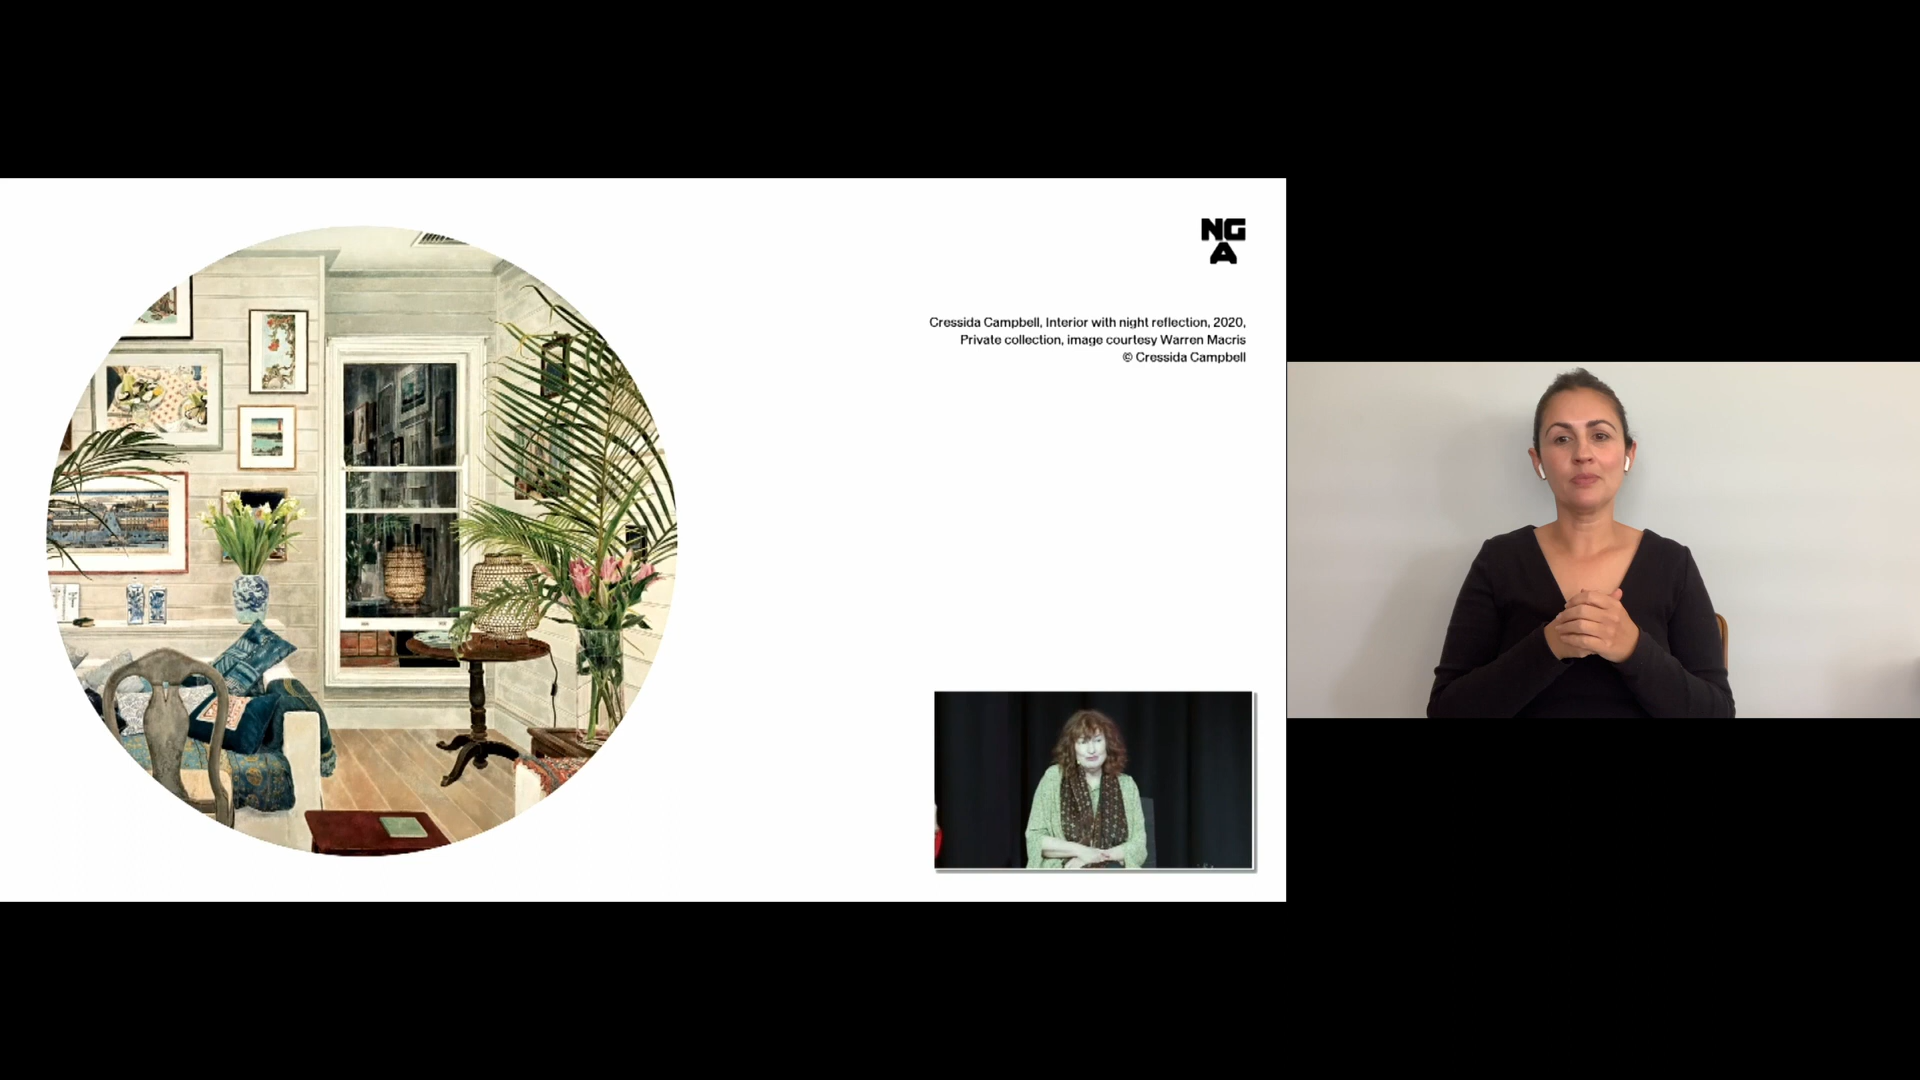 NG
A
Cressida Campbell, Interior with night reflection, 2020,
Private collection, image courtesy Warren Macris
© Cressida Campbell